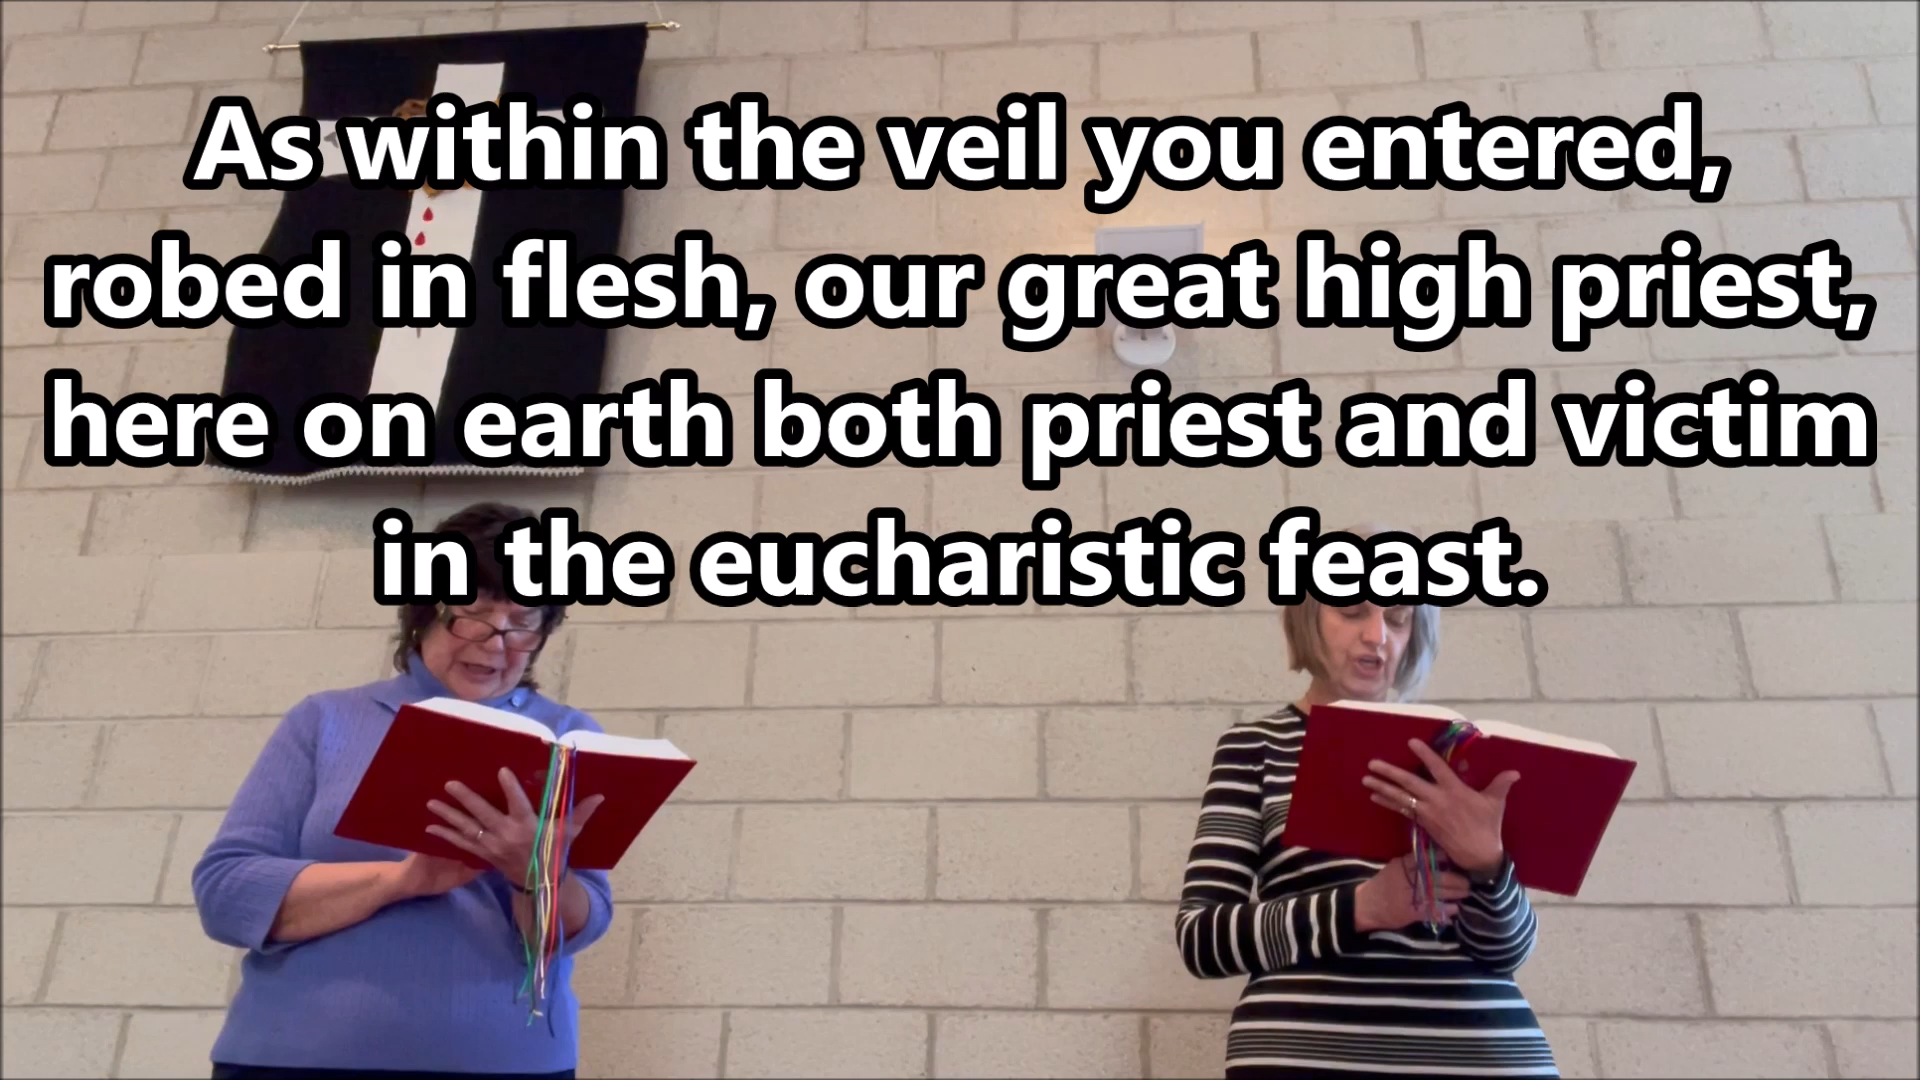 As within the veil you entered,
robed in flesh, our great high priest,
here on earth both priest and victim
in the eucharistic feast.